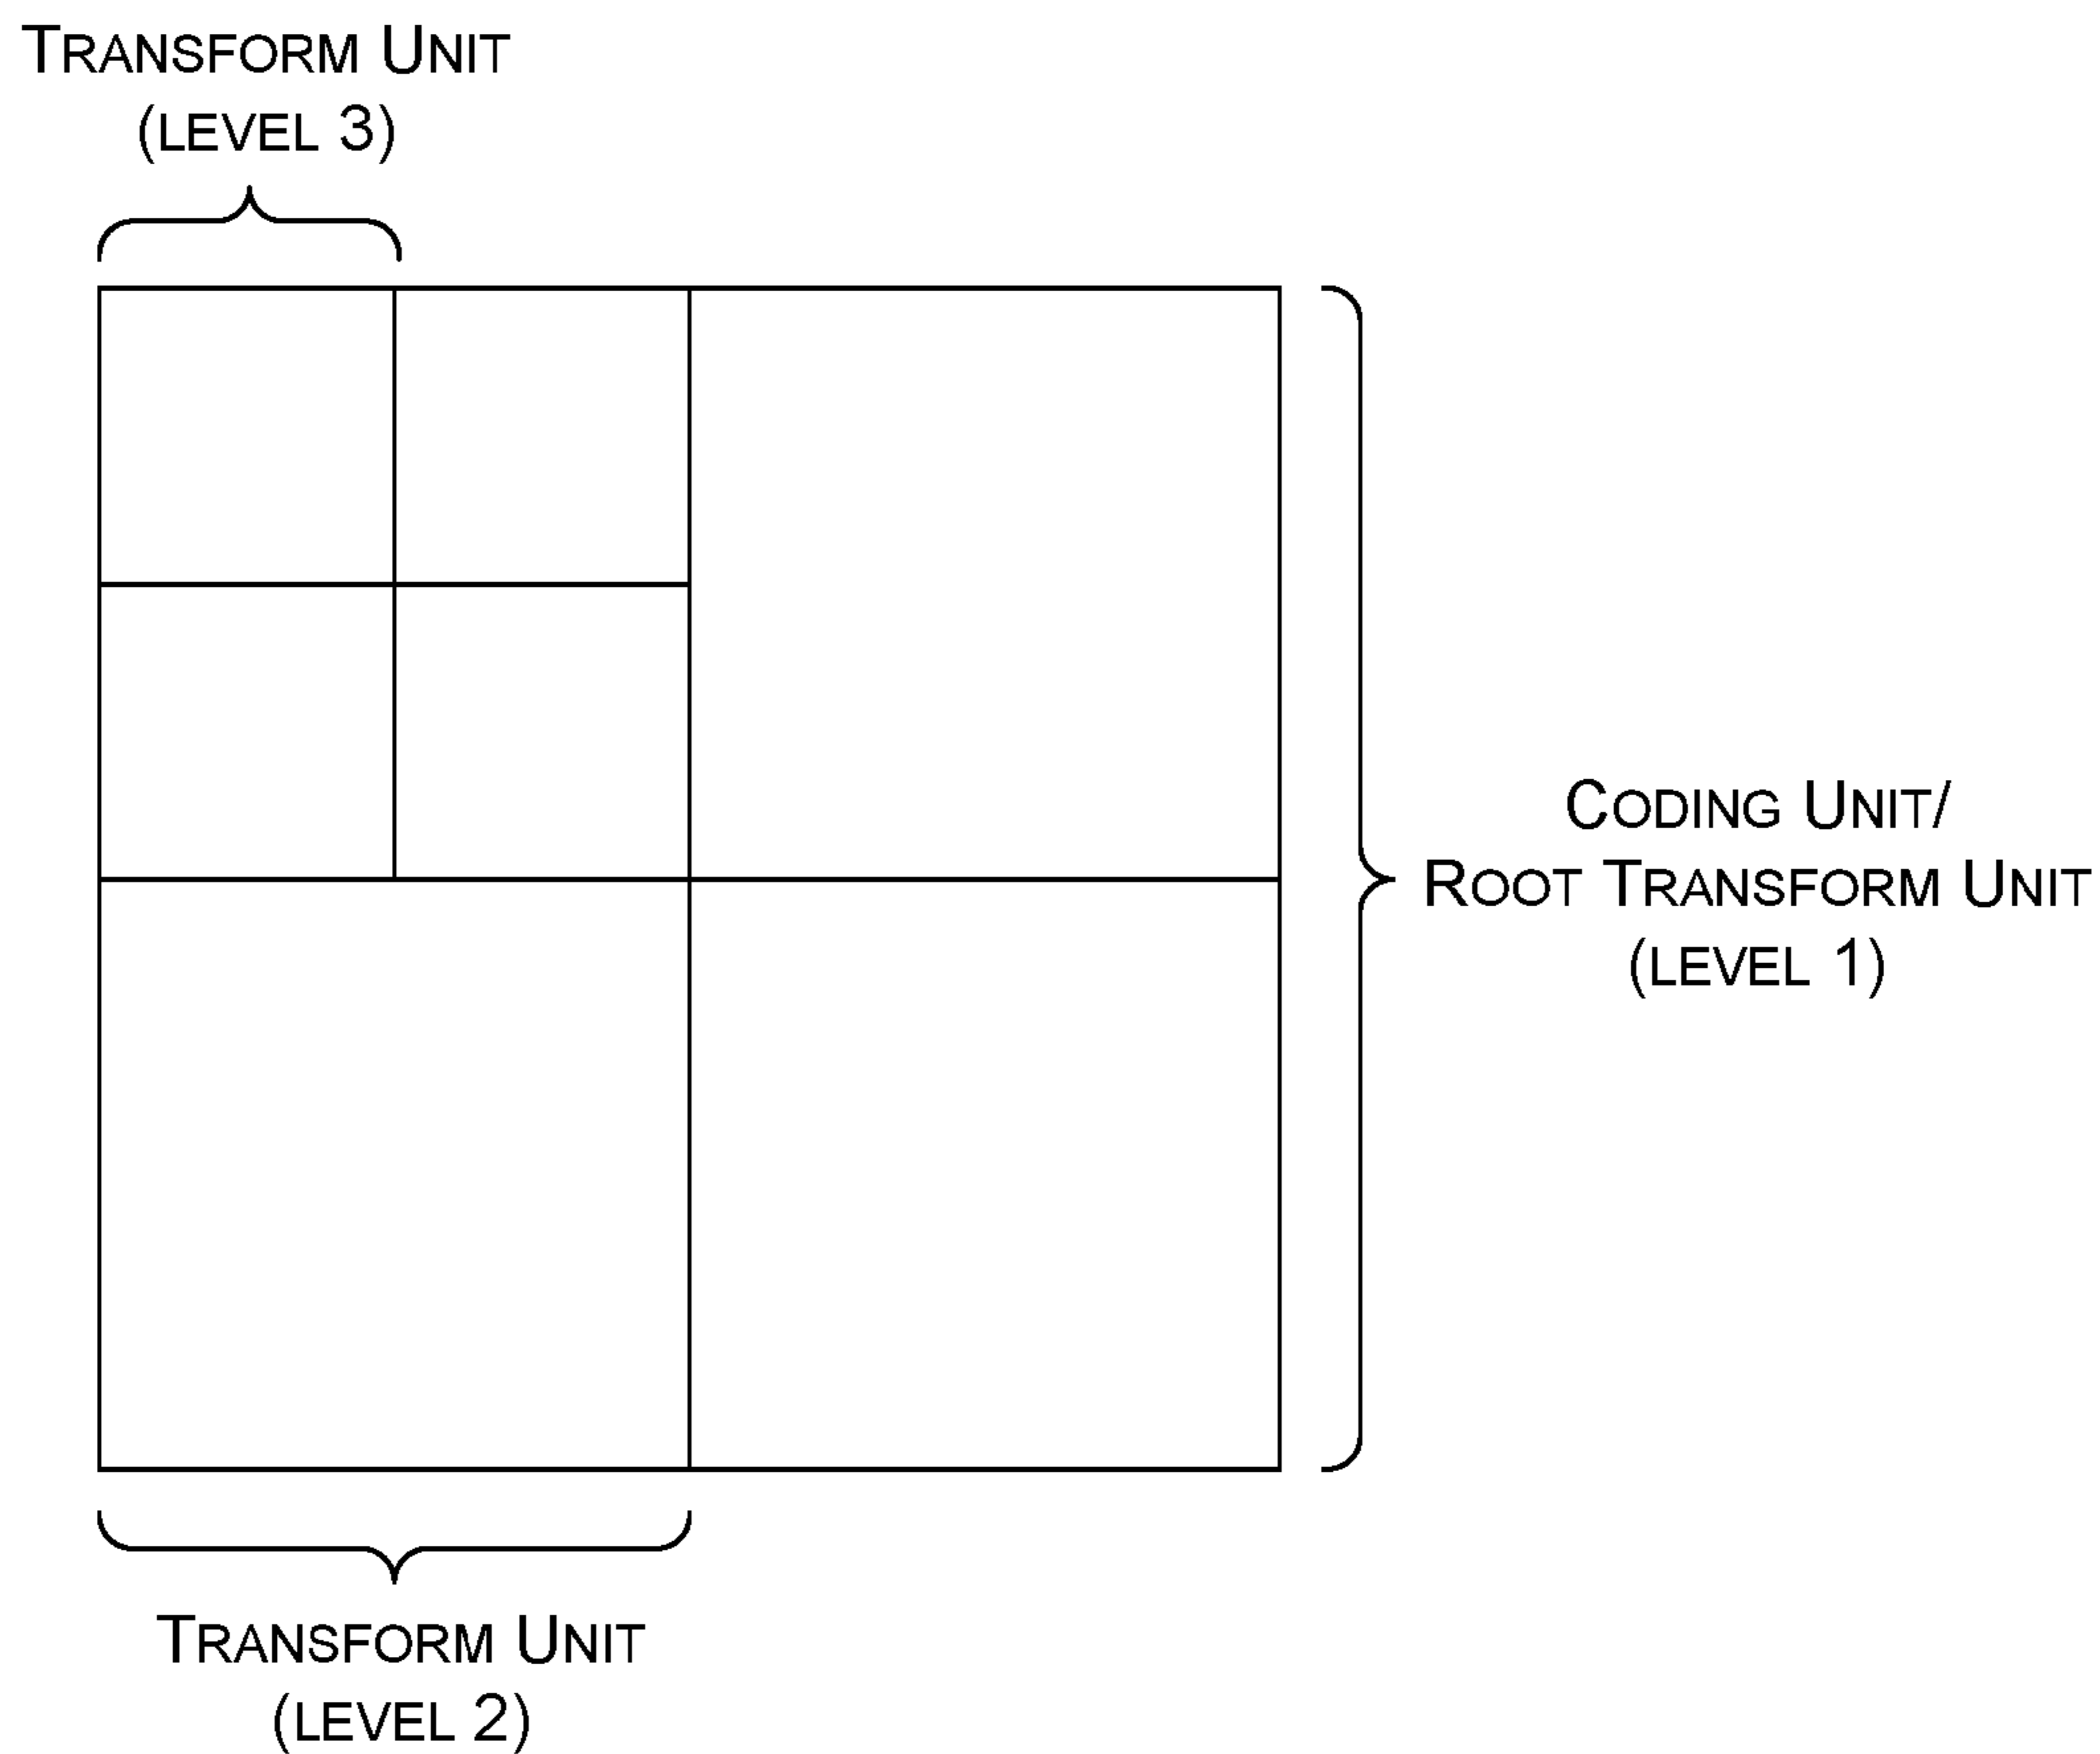 TRANSFORM UNIT
(LEVEL 3)
CODING UNIT/
ROOT TRANSFORM UNIT
(LEVEL 1)
TRANSFORM UNIT
(LEVEL 2)